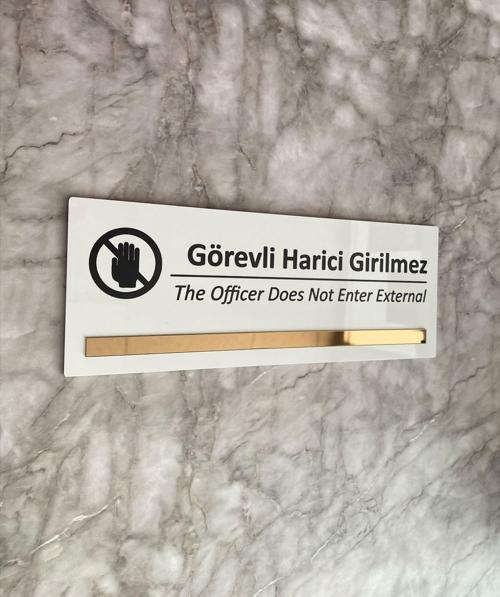 Görevli Harici Girilmez
The Officer Does Not Enter External